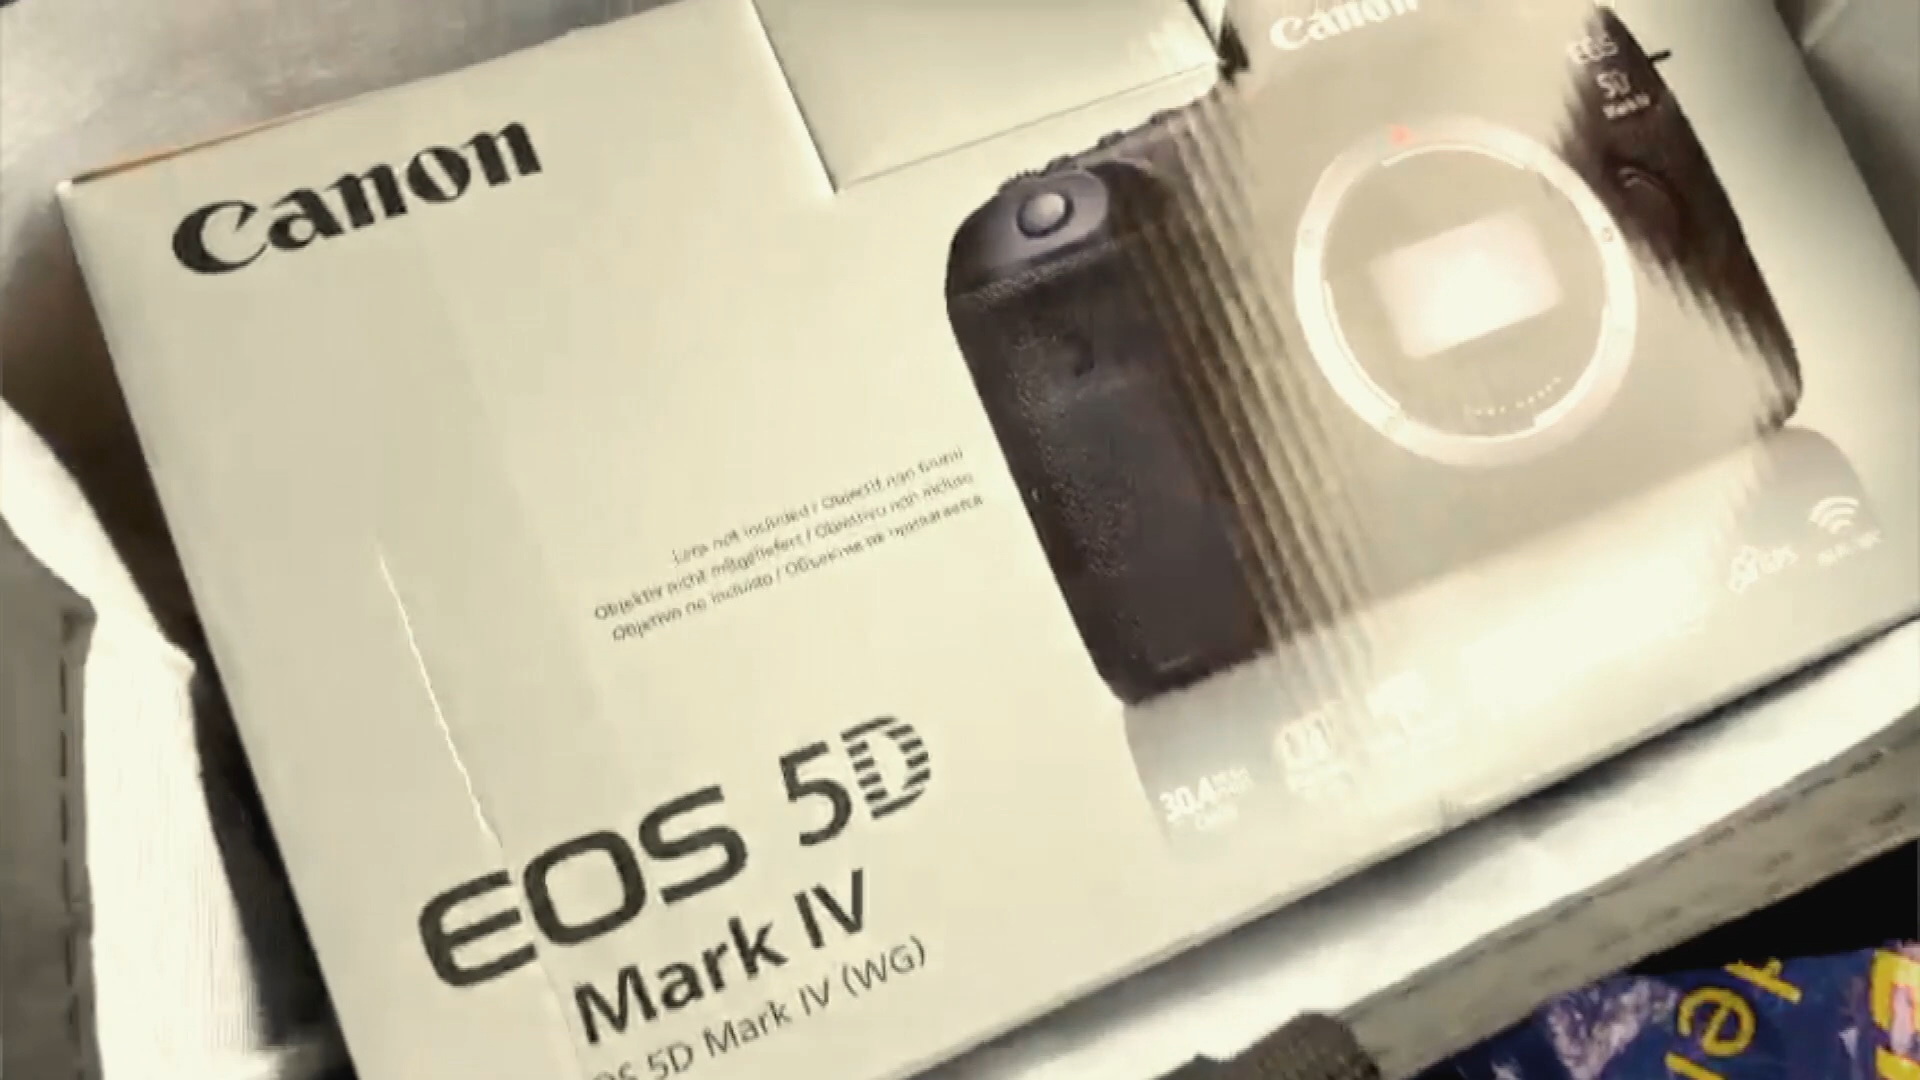 Canon
Canon
EOS
5D
Mark IV
Lens not included / Objectif non fourni
Objektiv nicht mitgeliefert / Obiettivo non incluso
Objetivo no incluido / Объектив не прилагается
EOS 5D
Mark IV
OS 5D Mark IV (WG)
30.4